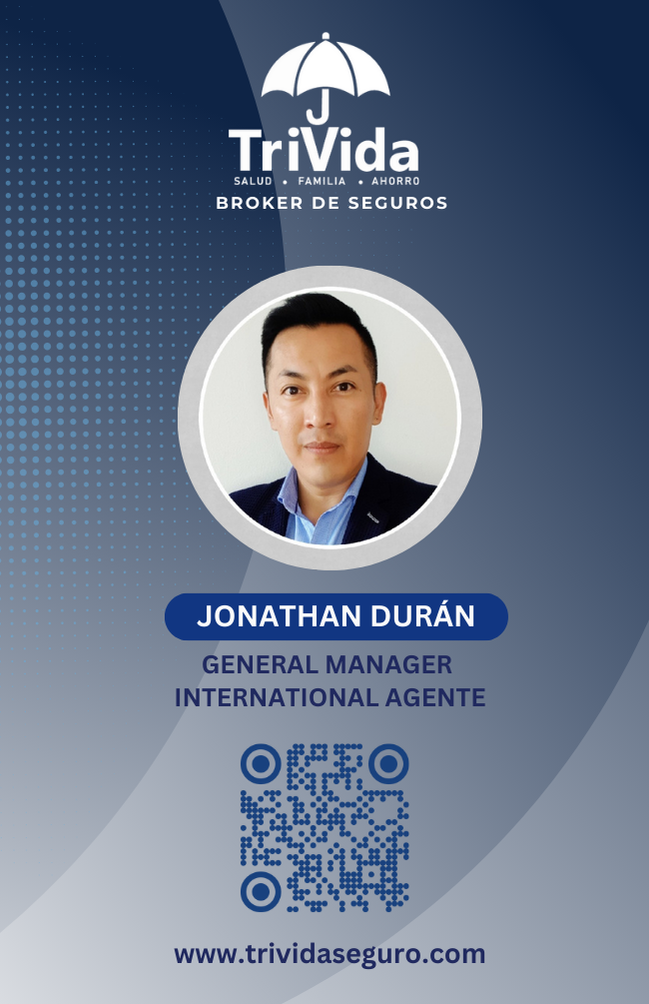 TriVida
SALUD • FAMILIA • AHORRO
BROKER DE SEGUROS
JONATHAN DURÁN
GENERAL MANAGER
INTERNATIONAL AGENTE
www.trividaseguro.com